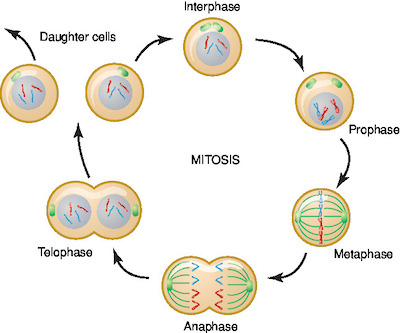 Interphase
Daughter cells
Prophase
MITOSIS
Metaphase
Telophase
Anaphase